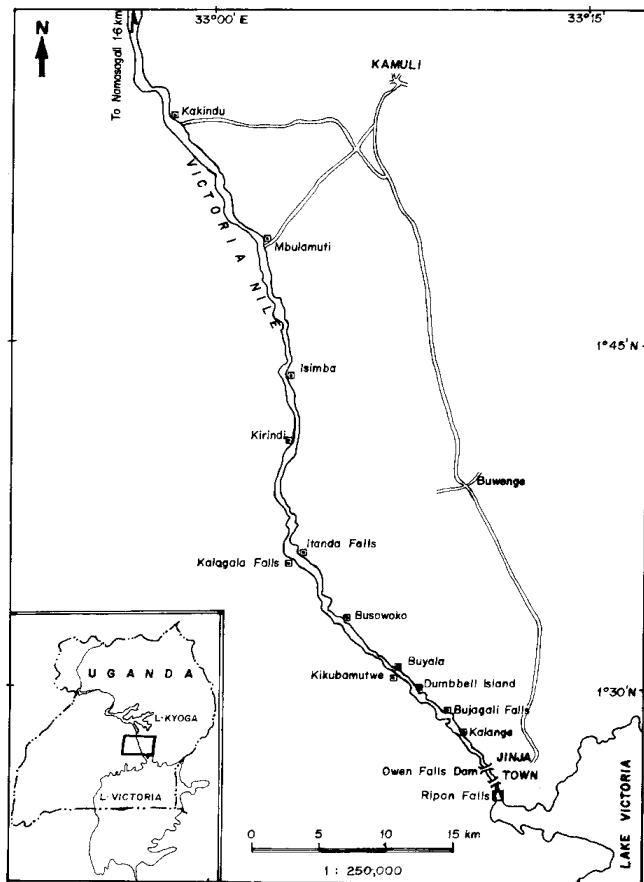 33°00' E
33°15'
N
KAMULI
To Namasagali 1·6 km
Kakindu
VICTORIA NILE
Mbulamuti
1°45' N
Isimba
Kirindi
Buwenge
Itanda Falls
Kalagala Falls
Busowoko
Buyala
Kikubamutwe
Dumbbell Island
1°30' N
Bujagali Falls
Kalange
Owen Falls Dam
JINJA
TOWN
Ripon Falls
LAKE VICTORIA
UGANDA
L·KYOGA
L·VICTORIA
0 5 10 15 km
1 : 250,000